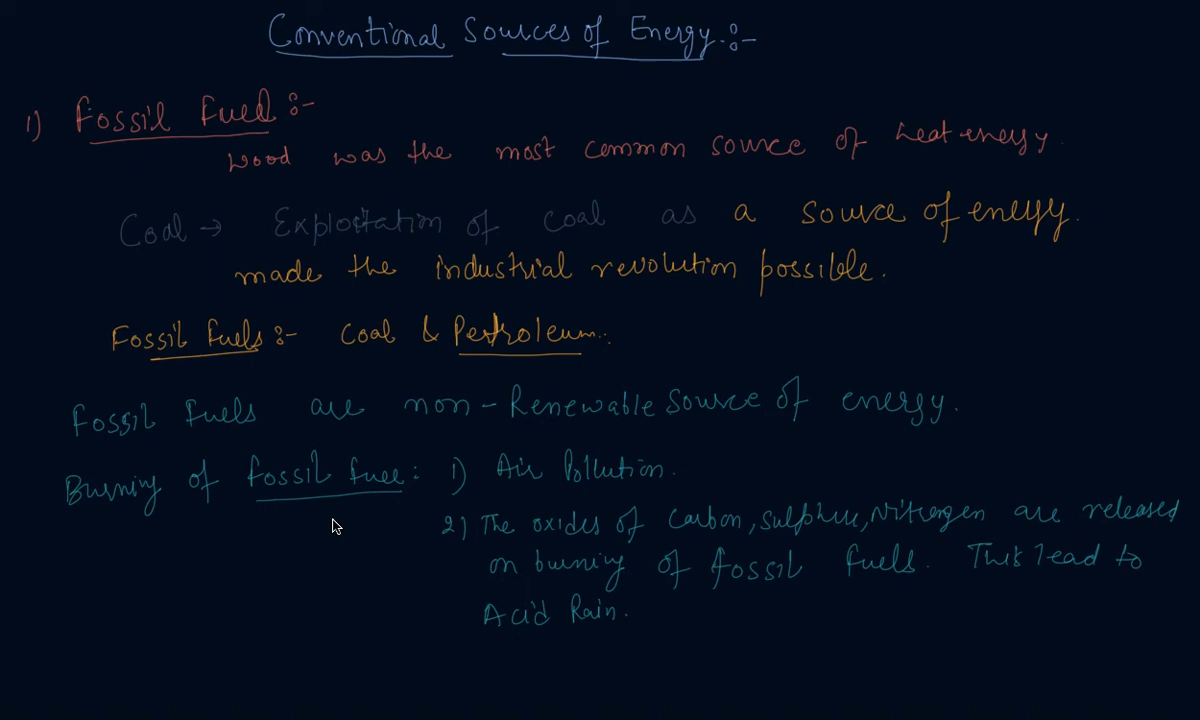 Conventional Sources of Energy :-
1) Fossil Fuel :-
Wood was the most common source of heat energy.
Coal → Exploitation of coal as a source of energy.
made the industrial revolution possible.
Fossil Fuels :- Coal & Petroleum.
Fossil Fuels are non-Renewable Source of energy.
Burning of fossil fuel: 1) Air Pollution.
2) The oxides of Carbon, Sulphur, Nitrogen are released
on burning of fossil fuels. This lead to
Acid Rain.